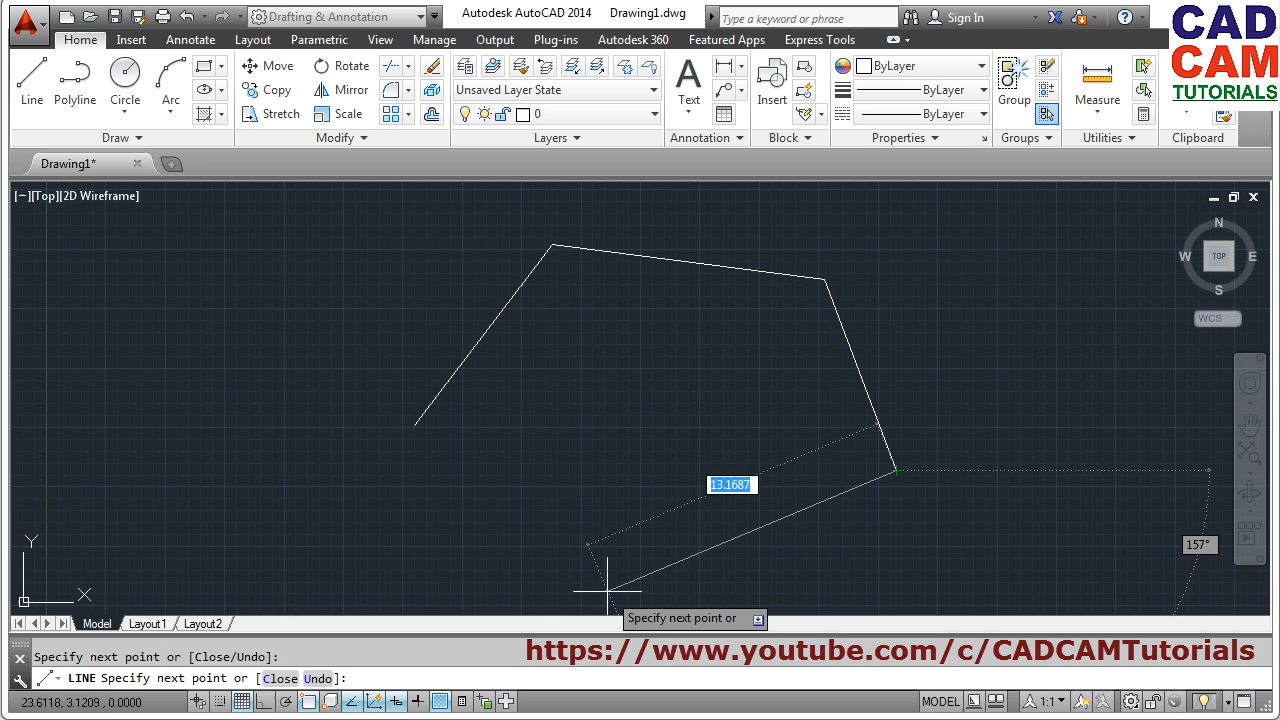 Drafting & Annotation
Autodesk AutoCAD 2014 Drawing1.dwg
Type a keyword or phrase
Sign In
CAD
CAM
TUTORIALS
Home Insert Annotate Layout Parametric View Manage Output Plug-ins Autodesk 360 Featured Apps Express Tools
Line Polyline Circle Arc
Draw
Move Rotate
Copy Mirror
Stretch Scale
Modify
Unsaved Layer State
0
Layers
A
Text
Annotation
Insert
Block
ByLayer
ByLayer
ByLayer
Properties
Group
Groups
Measure
Utilities
Clipboard
Drawing1*
[−][Top][2D Wireframe]
N
W TOP E
S
WCS
13.1687
157°
Specify next point or
Y
X
Model Layout1 Layout2
Specify next point or [Close/Undo]:
https://www.youtube.com/c/CADCAMTutorials
LINE Specify next point or [Close Undo]:
23.6118, 3.1209, 0.0000
MODEL
1:1